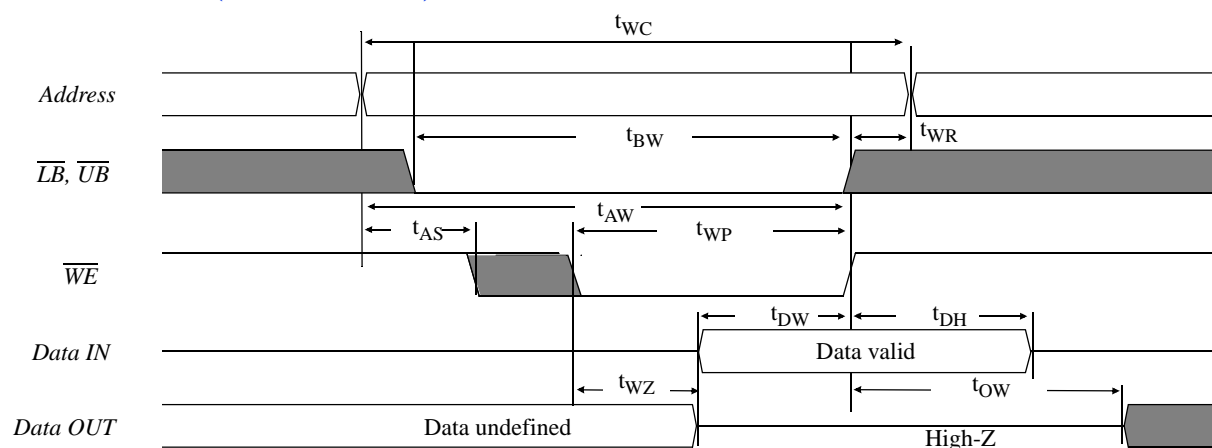 tWC
Address
tBW
tWR
LB, UB
tAW
tAS
tWP
WE
tDW
tDH
Data IN
Data valid
tWZ
tOW
Data OUT
Data undefined
High-Z